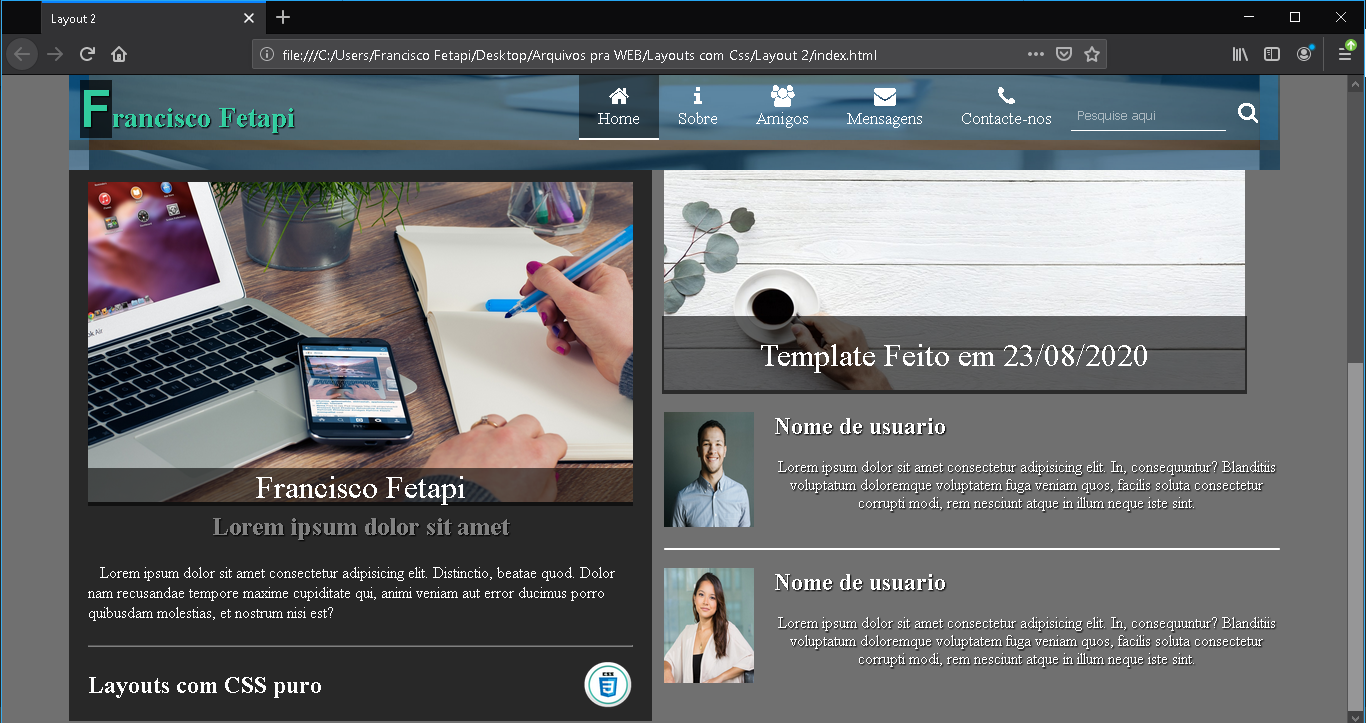 Layout 2
file:///C:/Users/Francisco Fetapi/Desktop/Arquivos pra WEB/Layouts com Css/Layout 2/index.html
Francisco Fetapi
Home
Sobre
Amigos
Mensagens
Contacte-nos
Pesquise aqui
ok Air
Francisco Fetapi
Lorem ipsum dolor sit amet
Lorem ipsum dolor sit amet consectetur adipisicing elit. Distinctio, beatae quod. Dolor
nam recusandae tempore maxime cupiditate qui, animi veniam aut error ducimus porro
quibusdam molestias, et nostrum nisi est?
Layouts com CSS puro
CSS
3
Template Feito em 23/08/2020
Nome de usuario
Lorem ipsum dolor sit amet consectetur adipisicing elit. In, consequuntur? Blanditiis
voluptatum doloremque voluptatem fuga veniam quos, facilis soluta consectetur
corrupti modi, rem nesciunt atque in illum neque iste sint.
Nome de usuario
Lorem ipsum dolor sit amet consectetur adipisicing elit. In, consequuntur? Blanditiis
voluptatum doloremque voluptatem fuga veniam quos, facilis soluta consectetur
corrupti modi, rem nesciunt atque in illum neque iste sint.